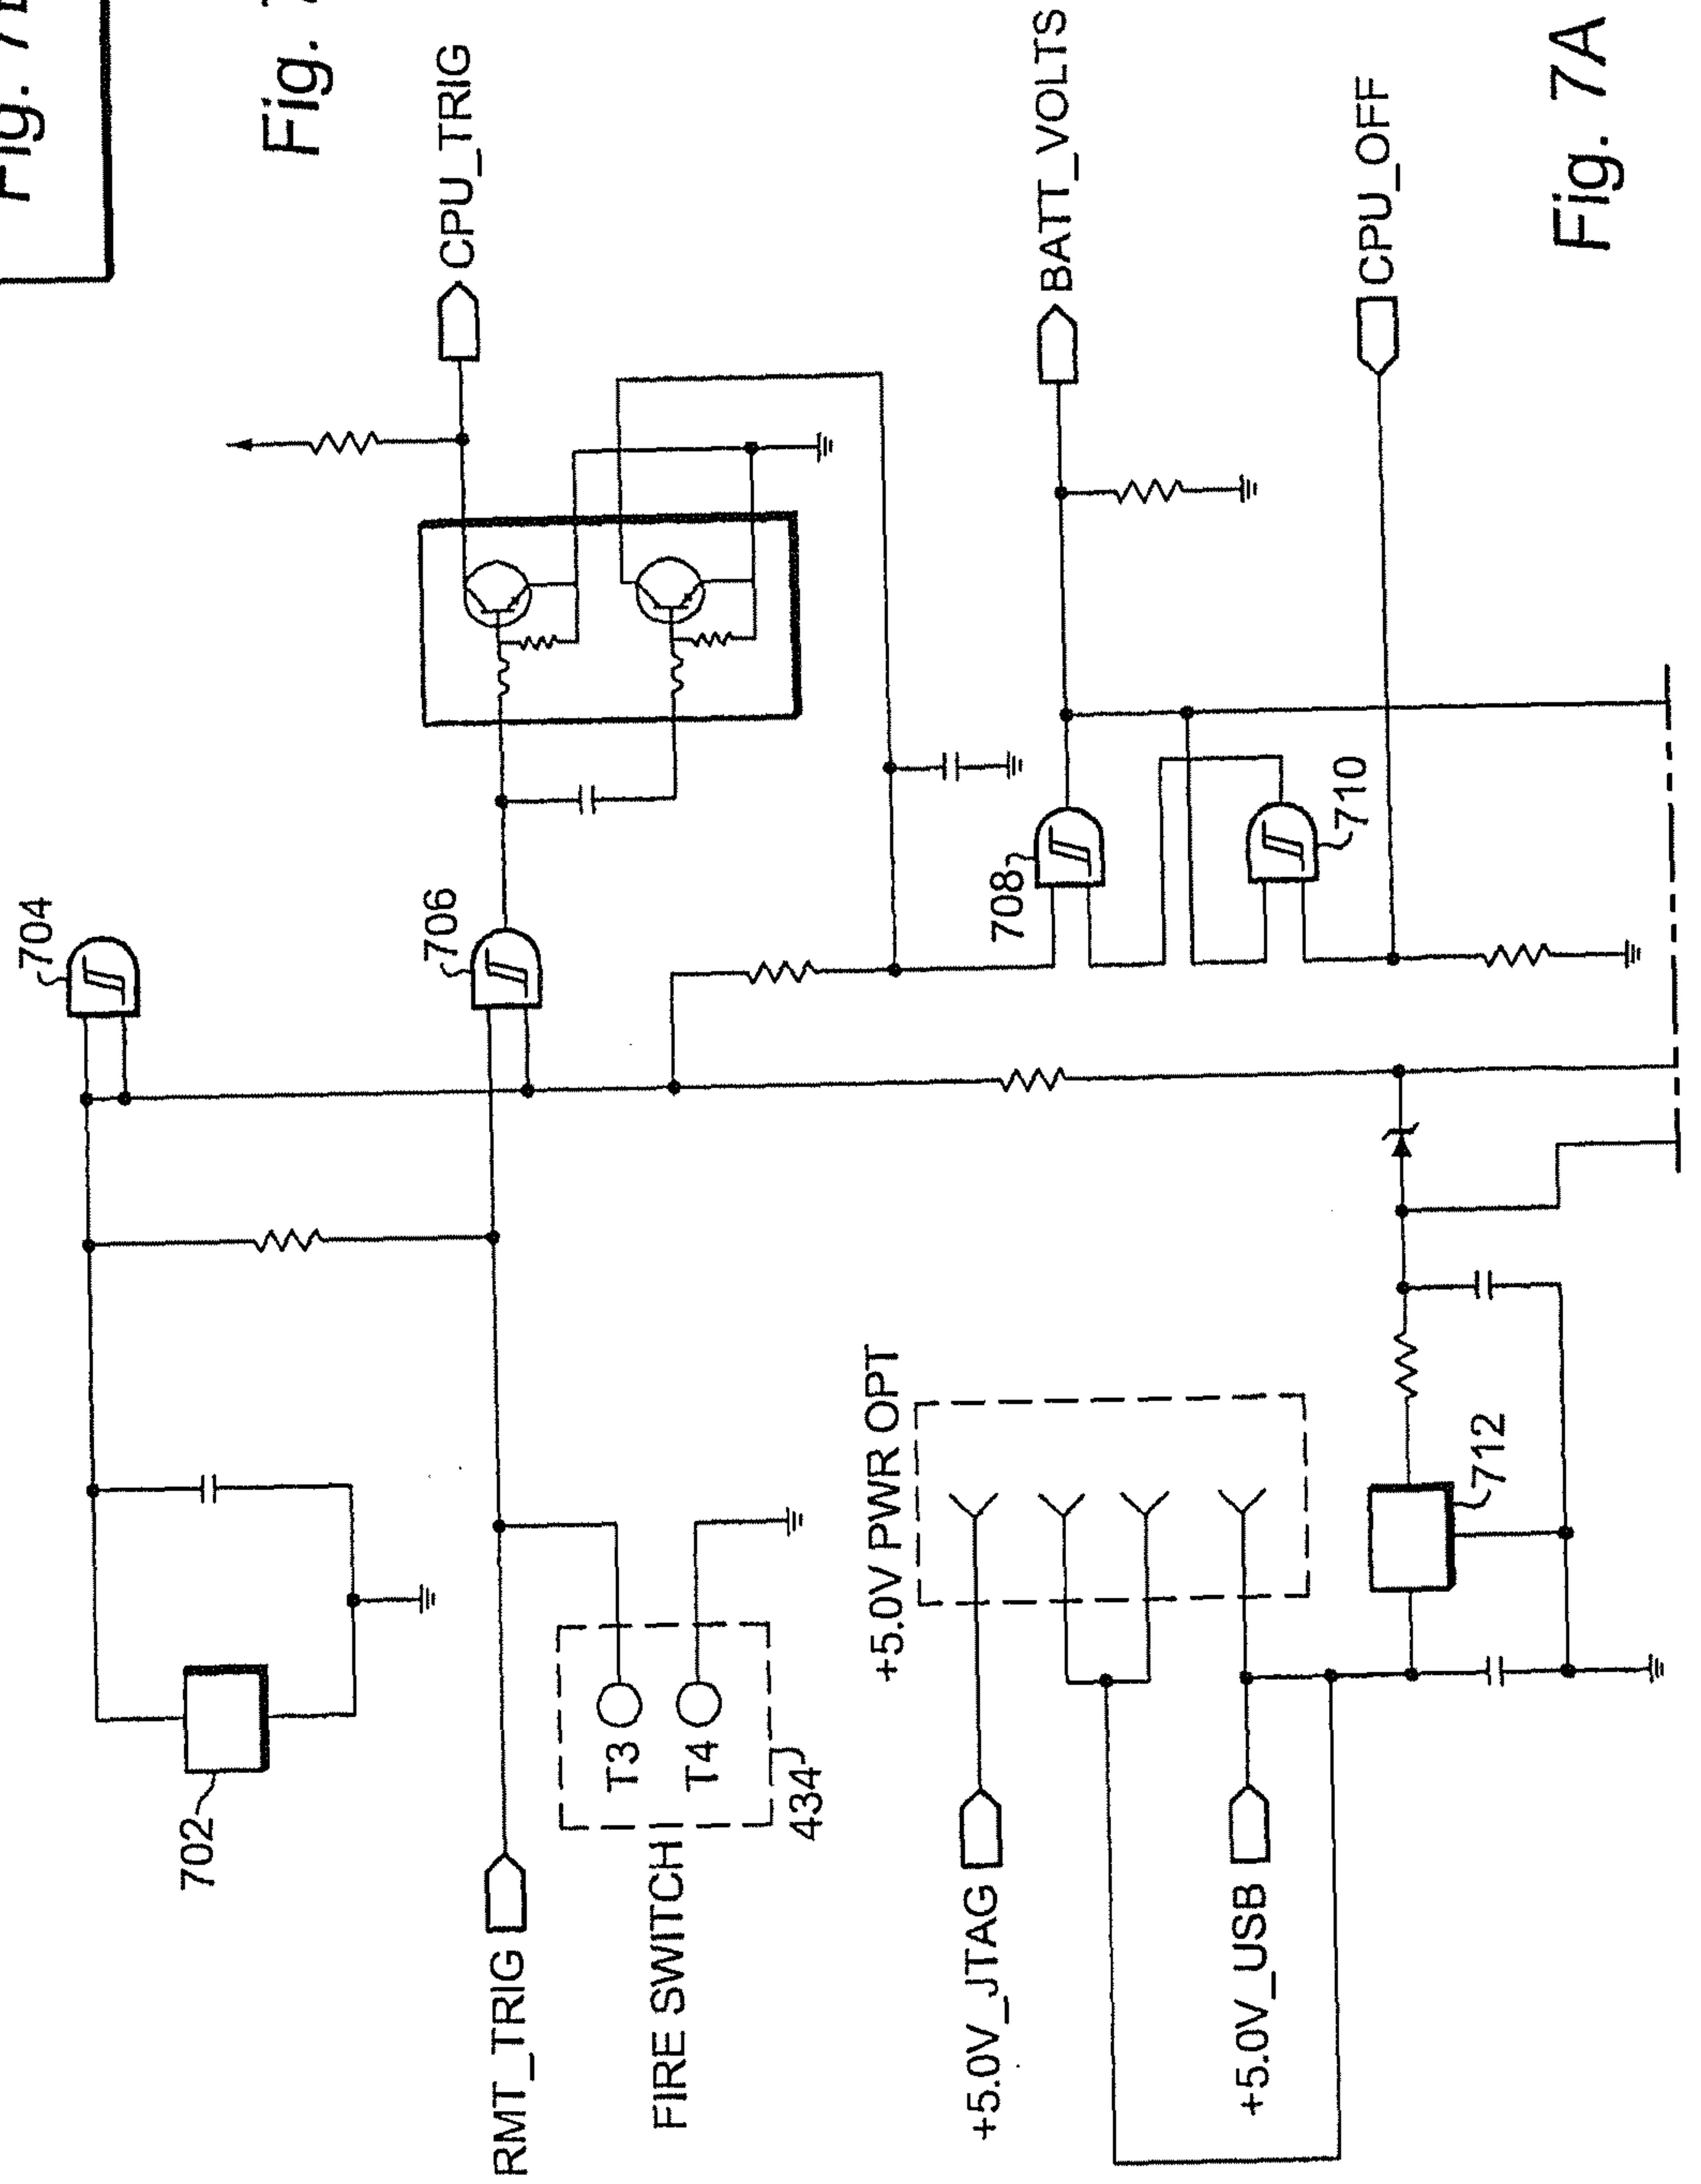 Fig. 7
704
CPU_TRIG
706
702
RMT_TRIG
FIRE SWITCH
T3
T4
434
708
BATT_VOLTS
710
CPU_OFF
+5.0V PWR OPT
+5.0V_JTAG
+5.0V_USB
712
Fig. 7A